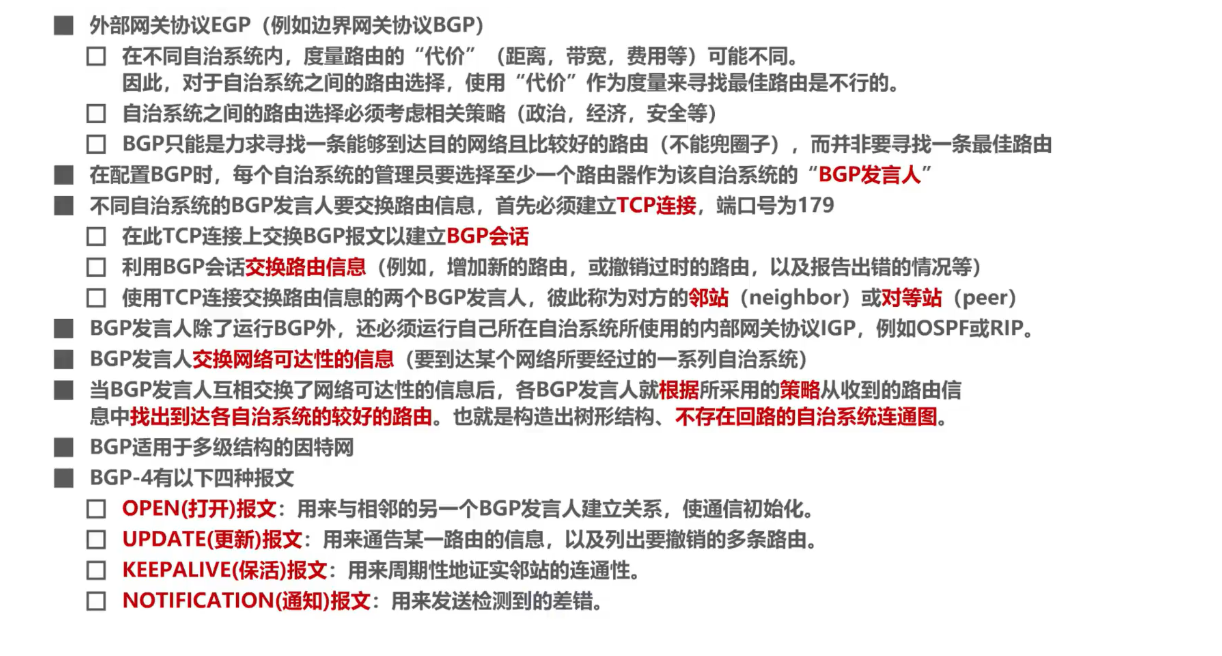 外部网关协议EGP（例如边界网关协议BGP）
在不同自治系统内，度量路由的“代价”（距离，带宽，费用等）可能不同。
因此，对于自治系统之间的路由选择，使用“代价”作为度量来寻找最佳路由是不行的。
自治系统之间的路由选择必须考虑相关策略（政治，经济，安全等）
BGP只能是力求寻找一条能够到达目的网络且比较好的路由（不能兜圈子），而并非要寻找一条最佳路由
在配置BGP时，每个自治系统的管理员要选择至少一个路由器作为该自治系统的“BGP发言人”
不同自治系统的BGP发言人要交换路由信息，首先必须建立TCP连接，端口号为179
在此TCP连接上交换BGP报文以建立BGP会话
利用BGP会话交换路由信息（例如，增加新的路由，或撤销过时的路由，以及报告出错的情况等）
使用TCP连接交换路由信息的两个BGP发言人，彼此称为对方的邻站（neighbor）或对等站（peer）
BGP发言人除了运行BGP外，还必须运行自己所在自治系统所使用的内部网关协议IGP，例如OSPF或RIP。
BGP发言人交换网络可达性的信息（要到达某个网络所要经过的一系列自治系统）
当BGP发言人互相交换了网络可达性的信息后，各BGP发言人就根据所采用的策略从收到的路由信
息中找出到达各自治系统的较好的路由。也就是构造出树形结构、不存在回路的自治系统连通图。
BGP适用于多级结构的因特网
BGP-4有以下四种报文
OPEN(打开)报文：用来与相邻的另一个BGP发言人建立关系，使通信初始化。
UPDATE(更新)报文：用来通告某一路由的信息，以及列出要撤销的多条路由。
KEEPALIVE(保活)报文：用来周期性地证实邻站的连通性。
NOTIFICATION(通知)报文：用来发送检测到的差错。